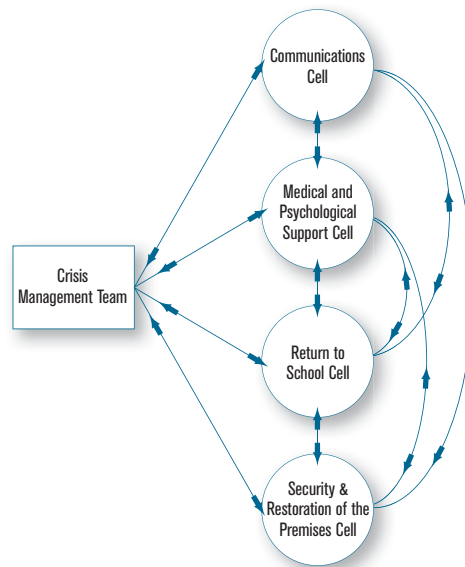 Communications
Cell
Medical and
Psychological
Support Cell
Crisis
Management Team
Return to
School Cell
Security &
Restoration of the
Premises Cell